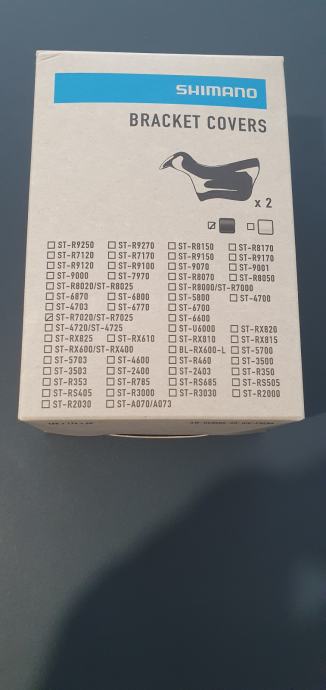 SHIMANO
BRACKET COVERS
x 2
ST-R9250 ST-R9270 ST-R8150 ST-R8170
ST-R7120 ST-R7170 ST-R9150 ST-R9170
ST-R9120 ST-R9100 ST-9070 ST-9001
ST-9000 ST-7970 ST-R8070 ST-R8050
ST-R8020/ST-R8025 ST-R8000/ST-R7000
ST-6870 ST-6800 ST-5800 ST-4700
ST-4703 ST-6770 ST-6700
ST-R7020/ST-R7025 ST-6600
ST-4720/ST-4725 ST-U6000 ST-RX820
ST-RX825 ST-RX610 ST-RX810 ST-RX815
ST-RX600/ST-RX400 BL-RX600-L ST-5700
ST-5703 ST-4600 ST-R460 ST-3500
ST-3503 ST-2400 ST-2403 ST-R350
ST-R353 ST-R785 ST-RS685 ST-RS505
ST-RS405 ST-R3000 ST-R3030 ST-R2000
ST-R2030 ST-A070/A073